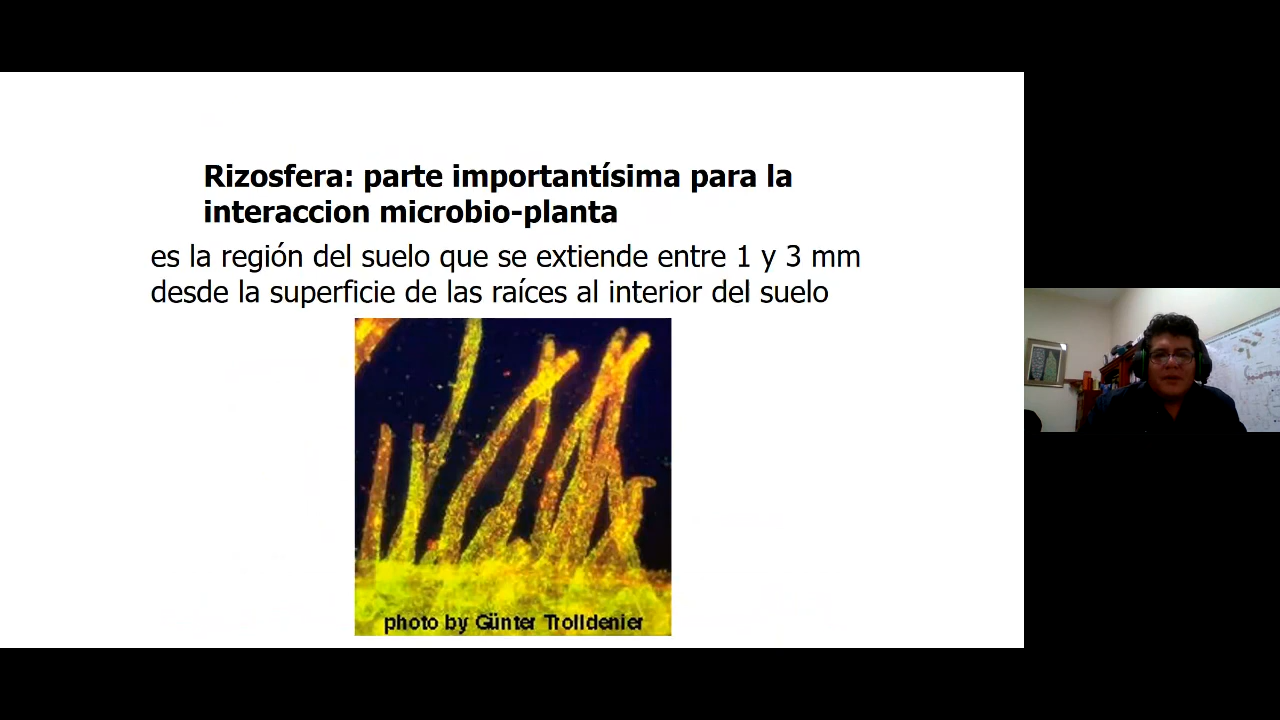 Rizosfera: parte importantísima para la
interaccion microbio-planta
es la región del suelo que se extiende entre 1 y 3 mm
desde la superficie de las raíces al interior del suelo
photo by Günter Trolldenier